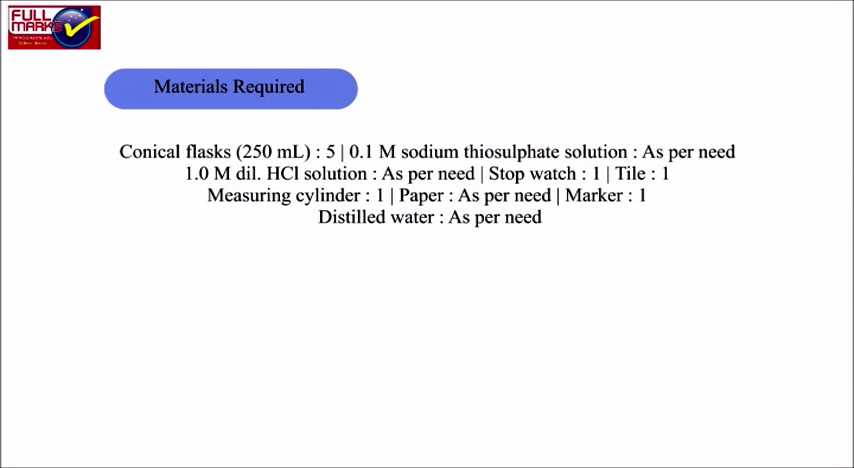 FULL
MARKS
Materials Required
Conical flasks (250 mL) : 5 | 0.1 M sodium thiosulphate solution : As per need
1.0 M dil. HCl solution : As per need | Stop watch : 1 | Tile : 1
Measuring cylinder : 1 | Paper : As per need | Marker : 1
Distilled water : As per need